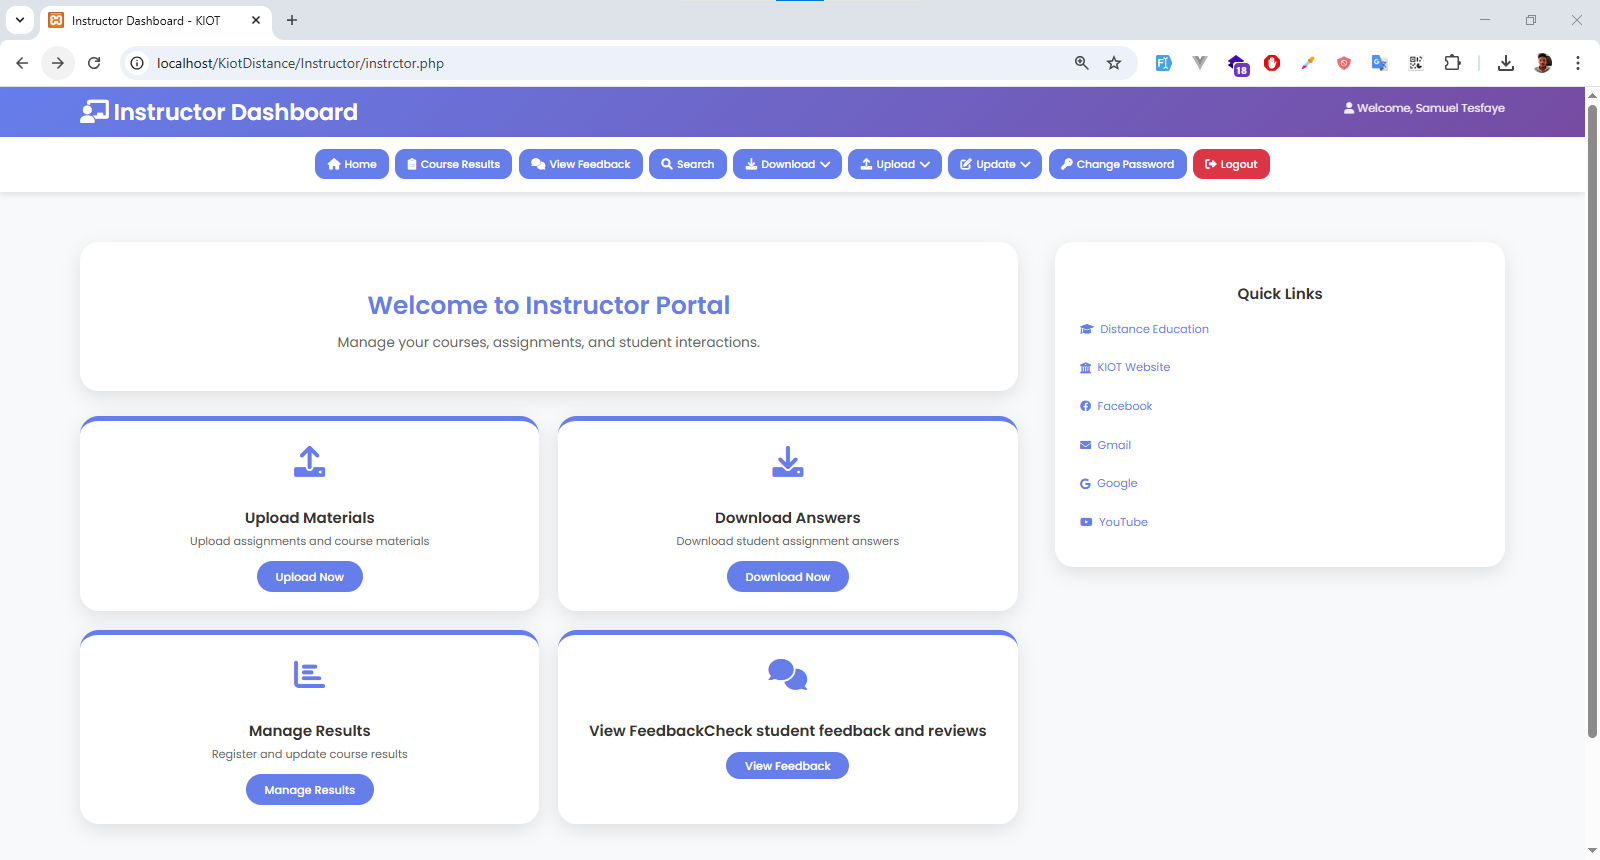 Instructor Dashboard - KIOT
localhost/KiotDistance/Instructor/instrctor.php
18
Instructor Dashboard
Welcome, Samuel Tesfaye
Home Course Results View Feedback Search Download Upload Update Change Password Logout
Welcome to Instructor Portal
Manage your courses, assignments, and student interactions.
Upload Materials
Upload assignments and course materials
Upload Now
Download Answers
Download student assignment answers
Download Now
Manage Results
Register and update course results
Manage Results
View FeedbackCheck student feedback and reviews
View Feedback
Quick Links
Distance Education
KIOT Website
Facebook
Gmail
Google
YouTube